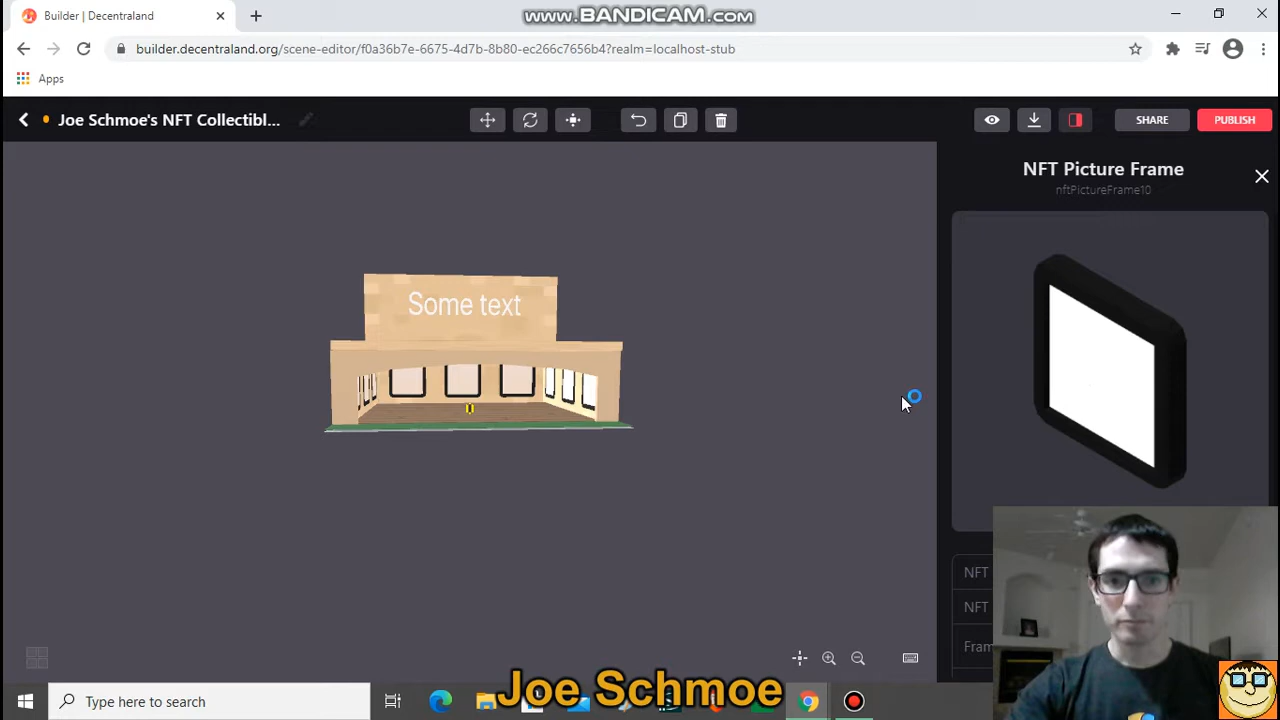 Builder | Decentraland
www.BANDICAM.com
builder.decentraland.org/scene-editor/f0a36b7e-6675-4d7b-8b80-ec266c7656b4?realm=localhost-stub
Apps
Joe Schmoe's NFT Collectibl...
SHARE
PUBLISH
NFT Picture Frame
nftPictureFrame10
Some text
NFT
NFT
Fram
Type here to search
Joe Schmoe